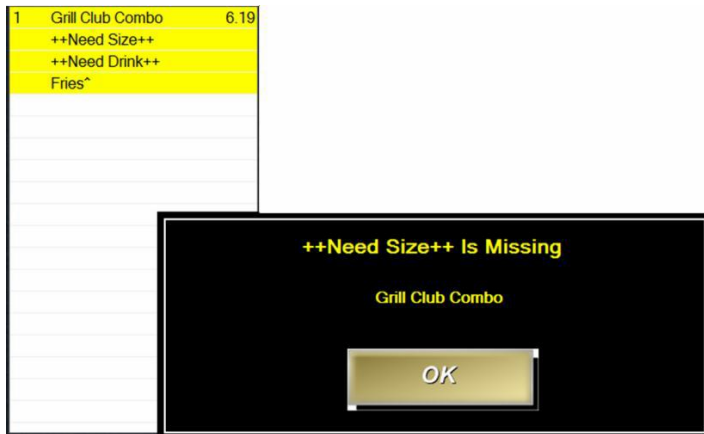 1 Grill Club Combo 6.19
++Need Size++
++Need Drink++
Fries^
++Need Size++ Is Missing
Grill Club Combo
OK